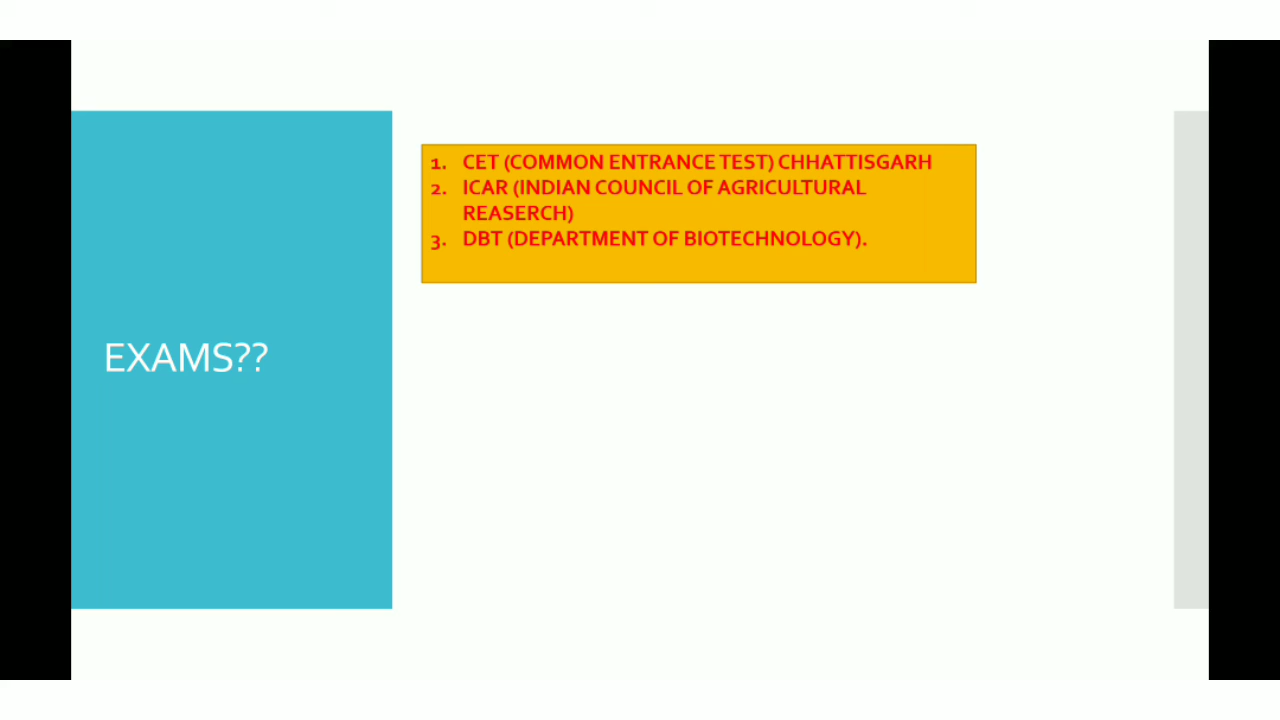 EXAMS??
1. CET (COMMON ENTRANCE TEST) CHHATTISGARH
2. ICAR (INDIAN COUNCIL OF AGRICULTURAL
REASERCH)
3. DBT (DEPARTMENT OF BIOTECHNOLOGY).